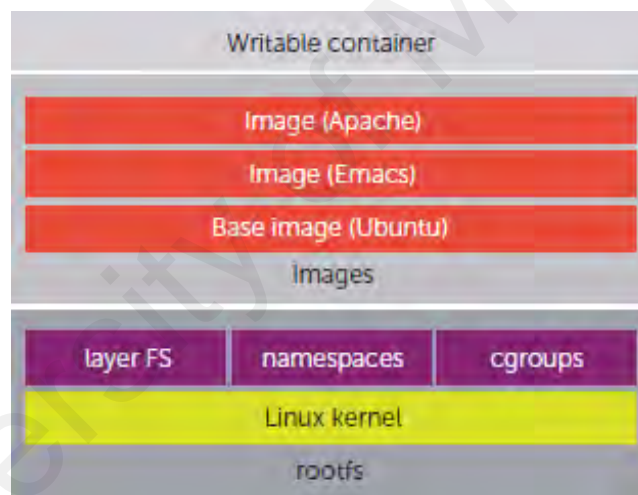 Writable container
Image (Apache)
Image (Emacs)
Base image (Ubuntu)
Images
layer FS namespaces cgroups
Linux kernel
rootfs